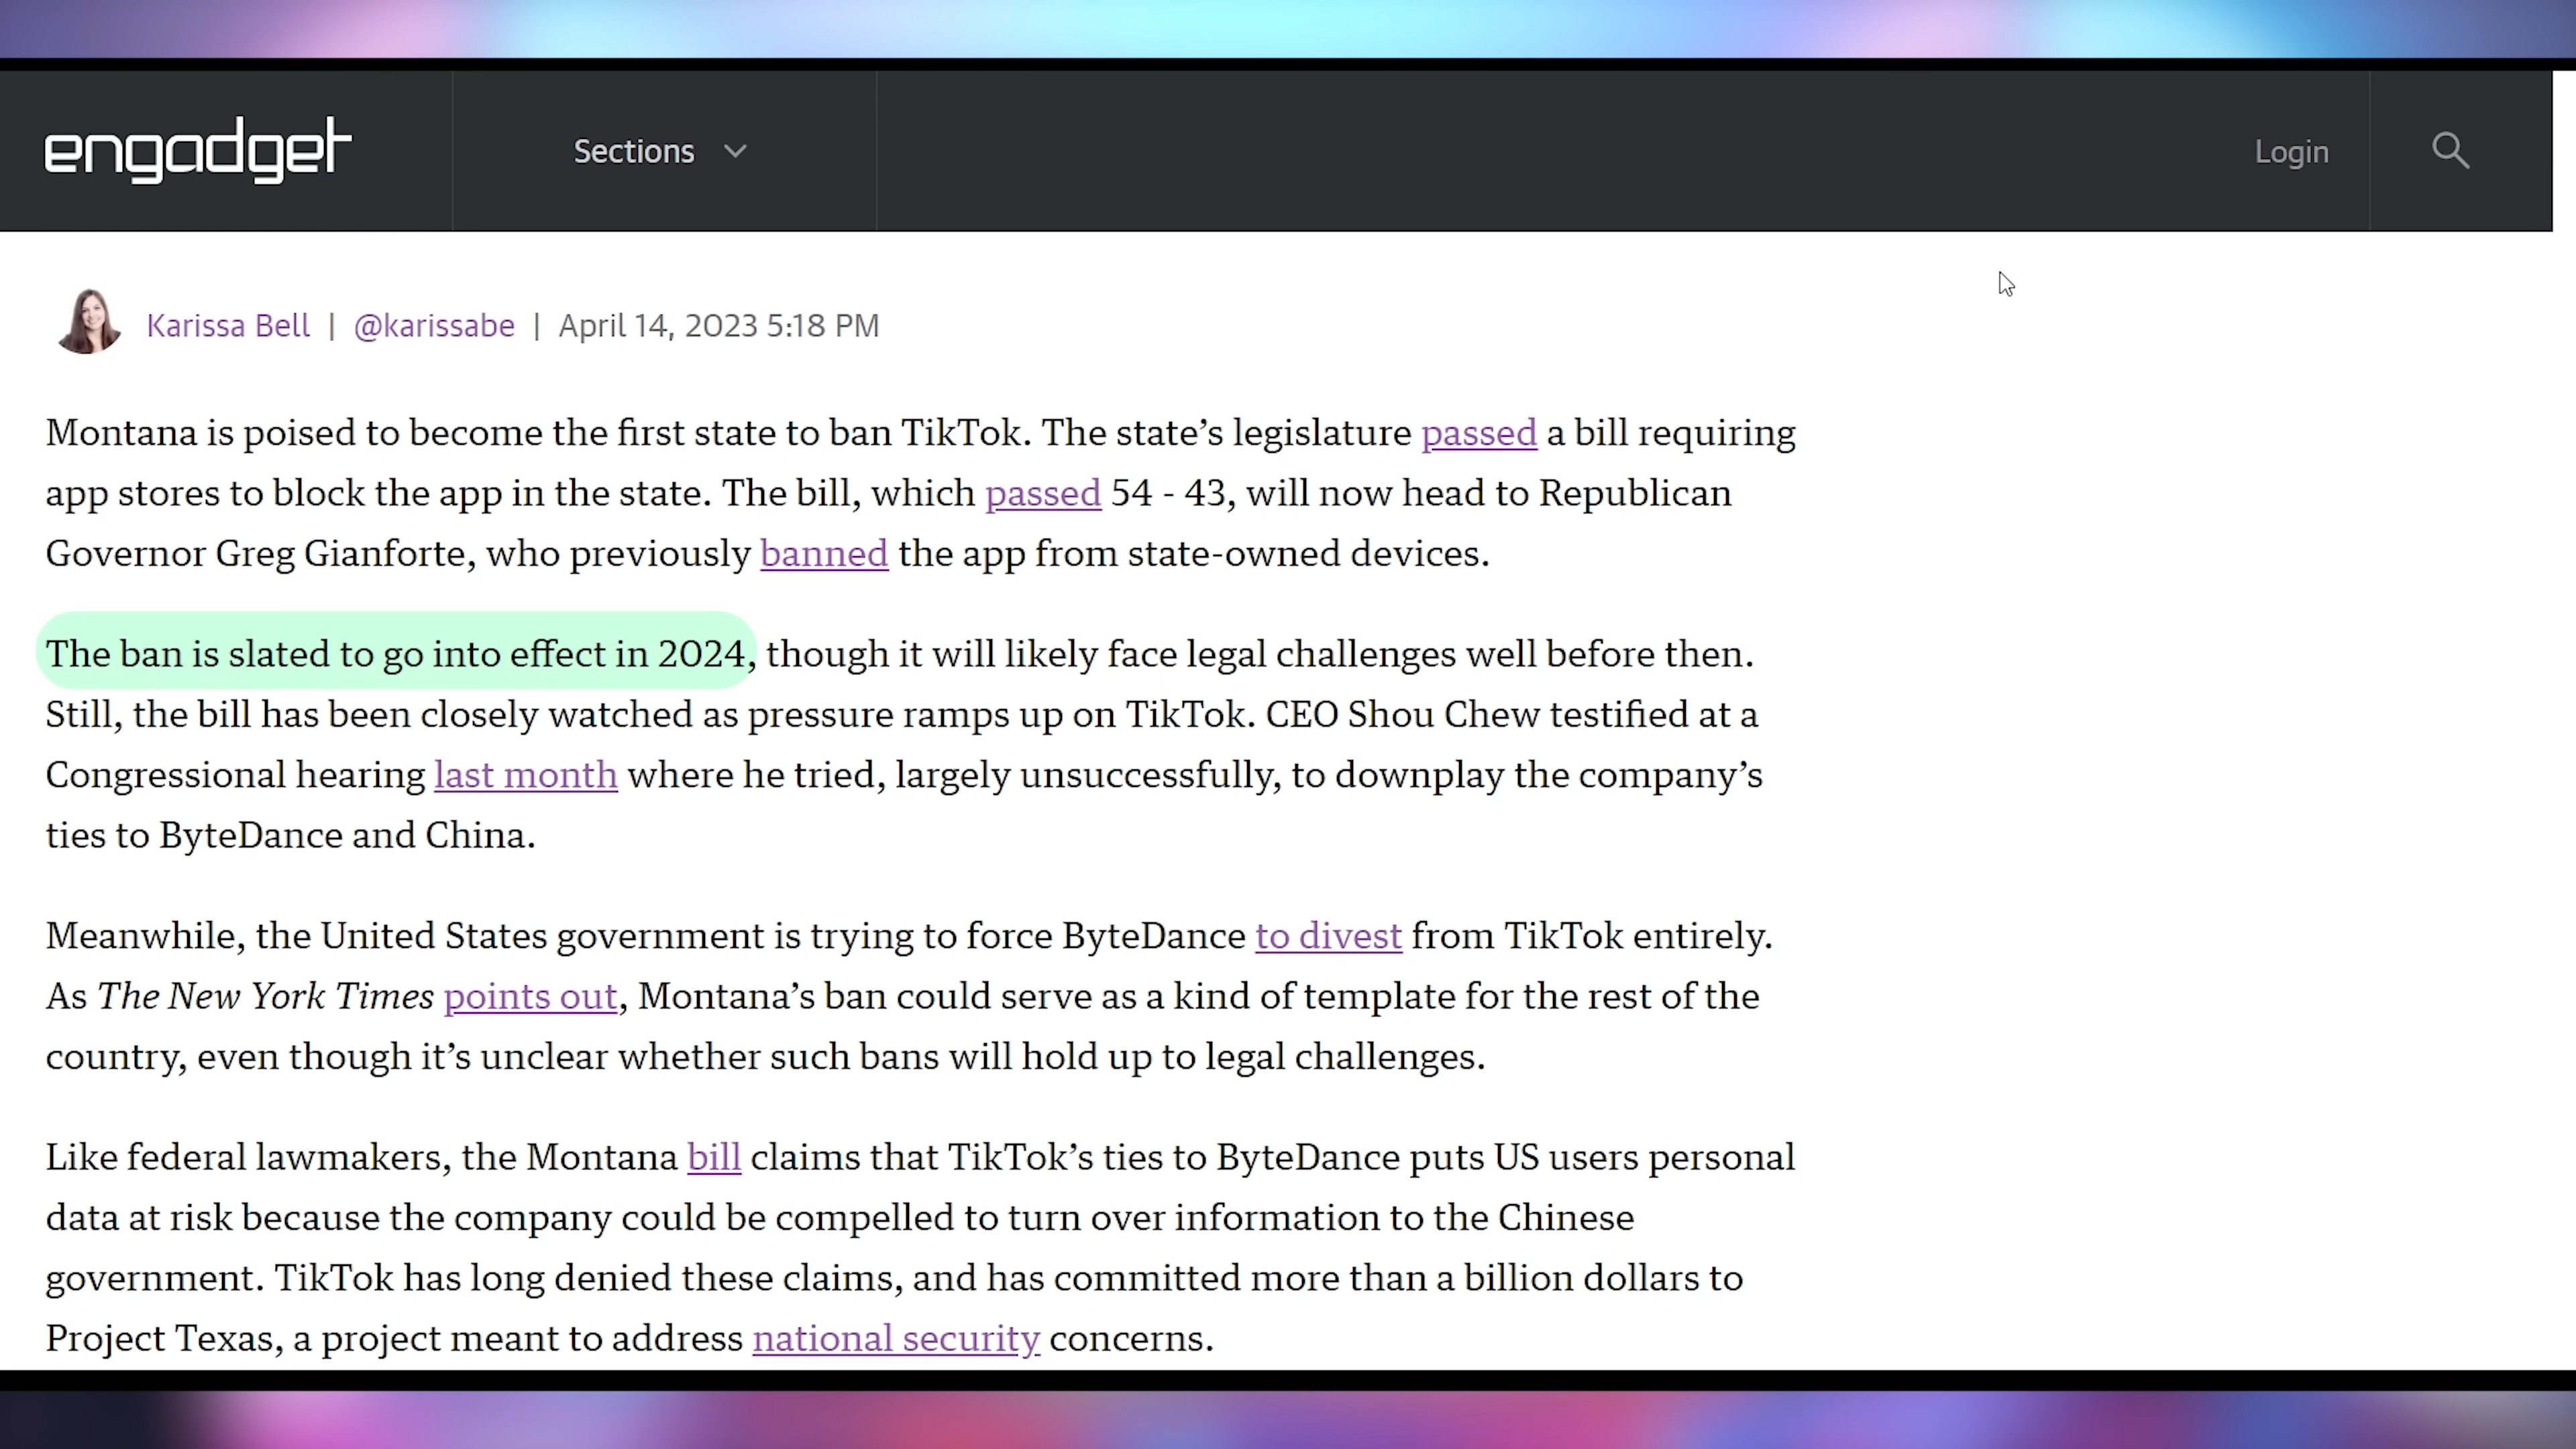 engadget
Sections
Login
Karissa Bell | @karissabe | April 14, 2023 5:18 PM
Montana is poised to become the first state to ban TikTok. The state’s legislature passed a bill requiring
app stores to block the app in the state. The bill, which passed 54 - 43, will now head to Republican
Governor Greg Gianforte, who previously banned the app from state-owned devices.
The ban is slated to go into effect in 2024, though it will likely face legal challenges well before then.
Still, the bill has been closely watched as pressure ramps up on TikTok. CEO Shou Chew testified at a
Congressional hearing last month where he tried, largely unsuccessfully, to downplay the company’s
ties to ByteDance and China.
Meanwhile, the United States government is trying to force ByteDance to divest from TikTok entirely.
As The New York Times points out, Montana’s ban could serve as a kind of template for the rest of the
country, even though it’s unclear whether such bans will hold up to legal challenges.
Like federal lawmakers, the Montana bill claims that TikTok’s ties to ByteDance puts US users personal
data at risk because the company could be compelled to turn over information to the Chinese
government. TikTok has long denied these claims, and has committed more than a billion dollars to
Project Texas, a project meant to address national security concerns.